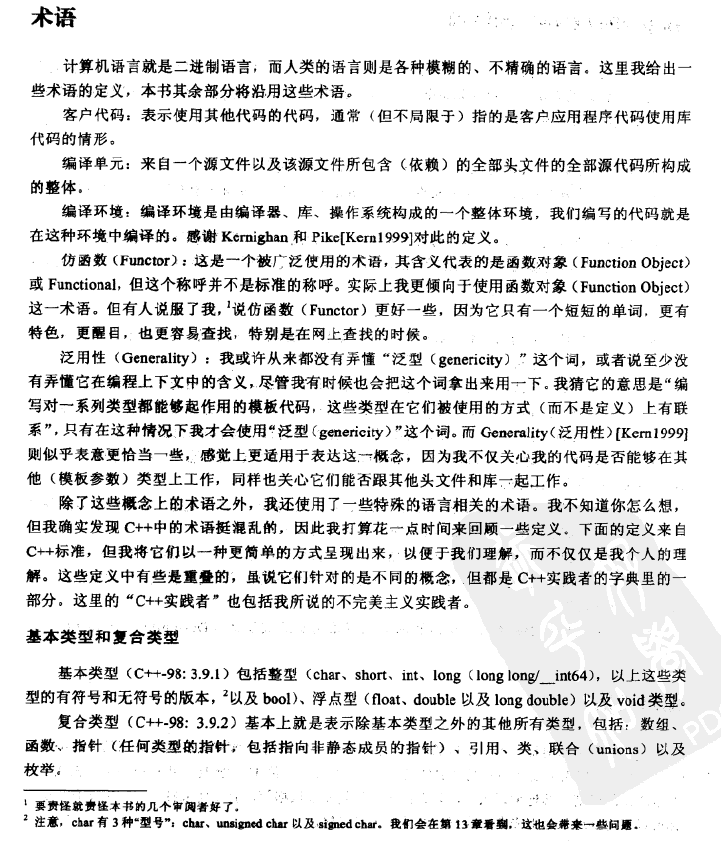 术语
计算机语言就是二进制语言，而人类的语言则是各种模糊的、不精确的语言。这里我给出一
些术语的定义，本书其余部分将沿用这些术语。
客户代码：表示使用其他代码的代码，通常（但不局限于）指的是客户应用程序代码使用库
代码的情形。
编译单元：来自一个源文件以及该源文件所包含（依赖）的全部头文件的全部源代码所构成
的整体。
编译环境：编译环境是由编译器、库、操作系统构成的一个整体环境，我们编写的代码就是
在这种环境中编译的。感谢 Kernighan 和 Pike[Kern1999]对此的定义。
仿函数（Functor）：这是一个被广泛使用的术语，其含义代表的是函数对象（Function Object）
或 Functional，但这个称呼并不是标准的称呼。实际上我更倾向于使用函数对象（Function Object）
这一术语。但有人说服了我，¹说仿函数（Functor）更好一些，因为它只有一个短短的单词，更有
特色，更醒目，也更容易查找，特别是在网上查找的时候。
泛用性（Generality）：我或许从来都没有弄懂“泛型（genericity）”这个词，或者说至少没
有弄懂它在编程上下文中的含义，尽管我有时候也会把这个词拿出来用一下。我猜它的意思是“编
写对一系列类型都能够起作用的模板代码，这些类型在它们被使用的方式（而不是定义）上有联
系”，只有在这种情况下我才会使用“泛型（genericity）”这个词。而 Generality（泛用性）[Kern1999]
则似乎表意更恰当一些，感觉上更适用于表达这一概念，因为我不仅关心我的代码是否能够在其
他（模板参数）类型上工作，同样也关心它们能否跟其他头文件和库一起工作。
除了这些概念上的术语之外，我还使用了一些特殊的语言相关的术语。我不知道你怎么想，
但我确实发现 C++中的术语挺混乱的，因此我打算花一点时间来回顾一些定义。下面的定义来自
C++标准，但我将它们以一种更简单的方式呈现出来，以便于我们理解，而不仅仅是我个人的理
解。这些定义中有些是重叠的，虽说它们针对的是不同的概念，但都是 C++实践者的字典里的一
部分。这里的“C++实践者”也包括我所说的不完美主义实践者。
基本类型和复合类型
基本类型（C++-98: 3.9.1）包括整型（char、short、int、long（long long/__int64），以上这些类
型的有符号和无符号的版本，²以及 bool）、浮点型（float、double 以及 long double）以及 void 类型。
复合类型（C++-98: 3.9.2）基本上就是表示除基本类型之外的其他所有类型，包括：数组、
函数、指针（任何类型的指针，包括指向非静态成员的指针）、引用、类、联合（unions）以及
枚举。
¹ 要责怪就责怪本书的几个审阅者好了。
² 注意，char 有 3 种“型号”：char、unsigned char 以及 signed char。我们会在第 13 章看到，这也会带来一些问题。
PD